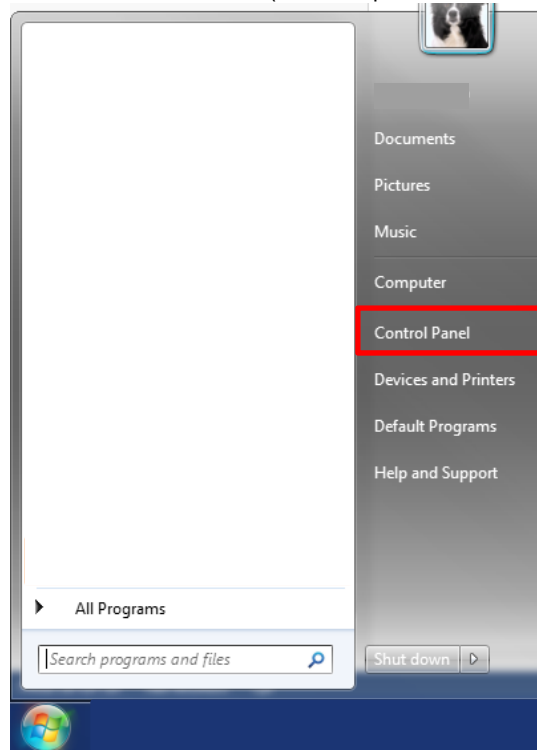 Documents
Pictures
Music
Computer
Control Panel
Devices and Printers
Default Programs
Help and Support
All Programs
Search programs and files
Shut down